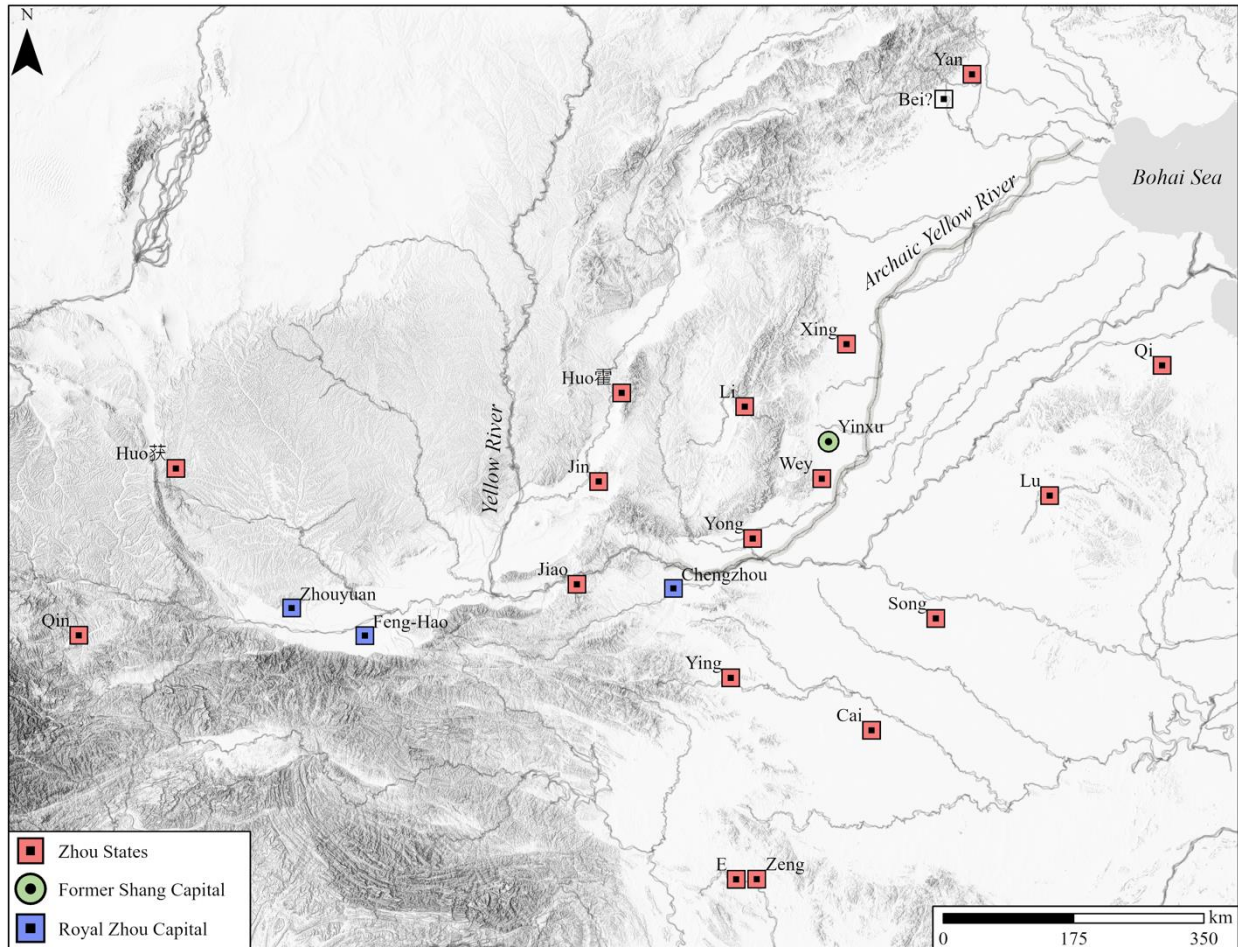 N
Yan
Bei?
Bohai Sea
Archaic Yellow River
Xing
Qi
Huo霍
Li
Yinxu
Huo获
Yellow River
Jin
Wey
Lu
Yong
Jiao
Chengzhou
Zhouyuan
Song
Qin
Feng-Hao
Ying
Cai
E
Zeng
Zhou States
Former Shang Capital
Royal Zhou Capital
km
0
175
350